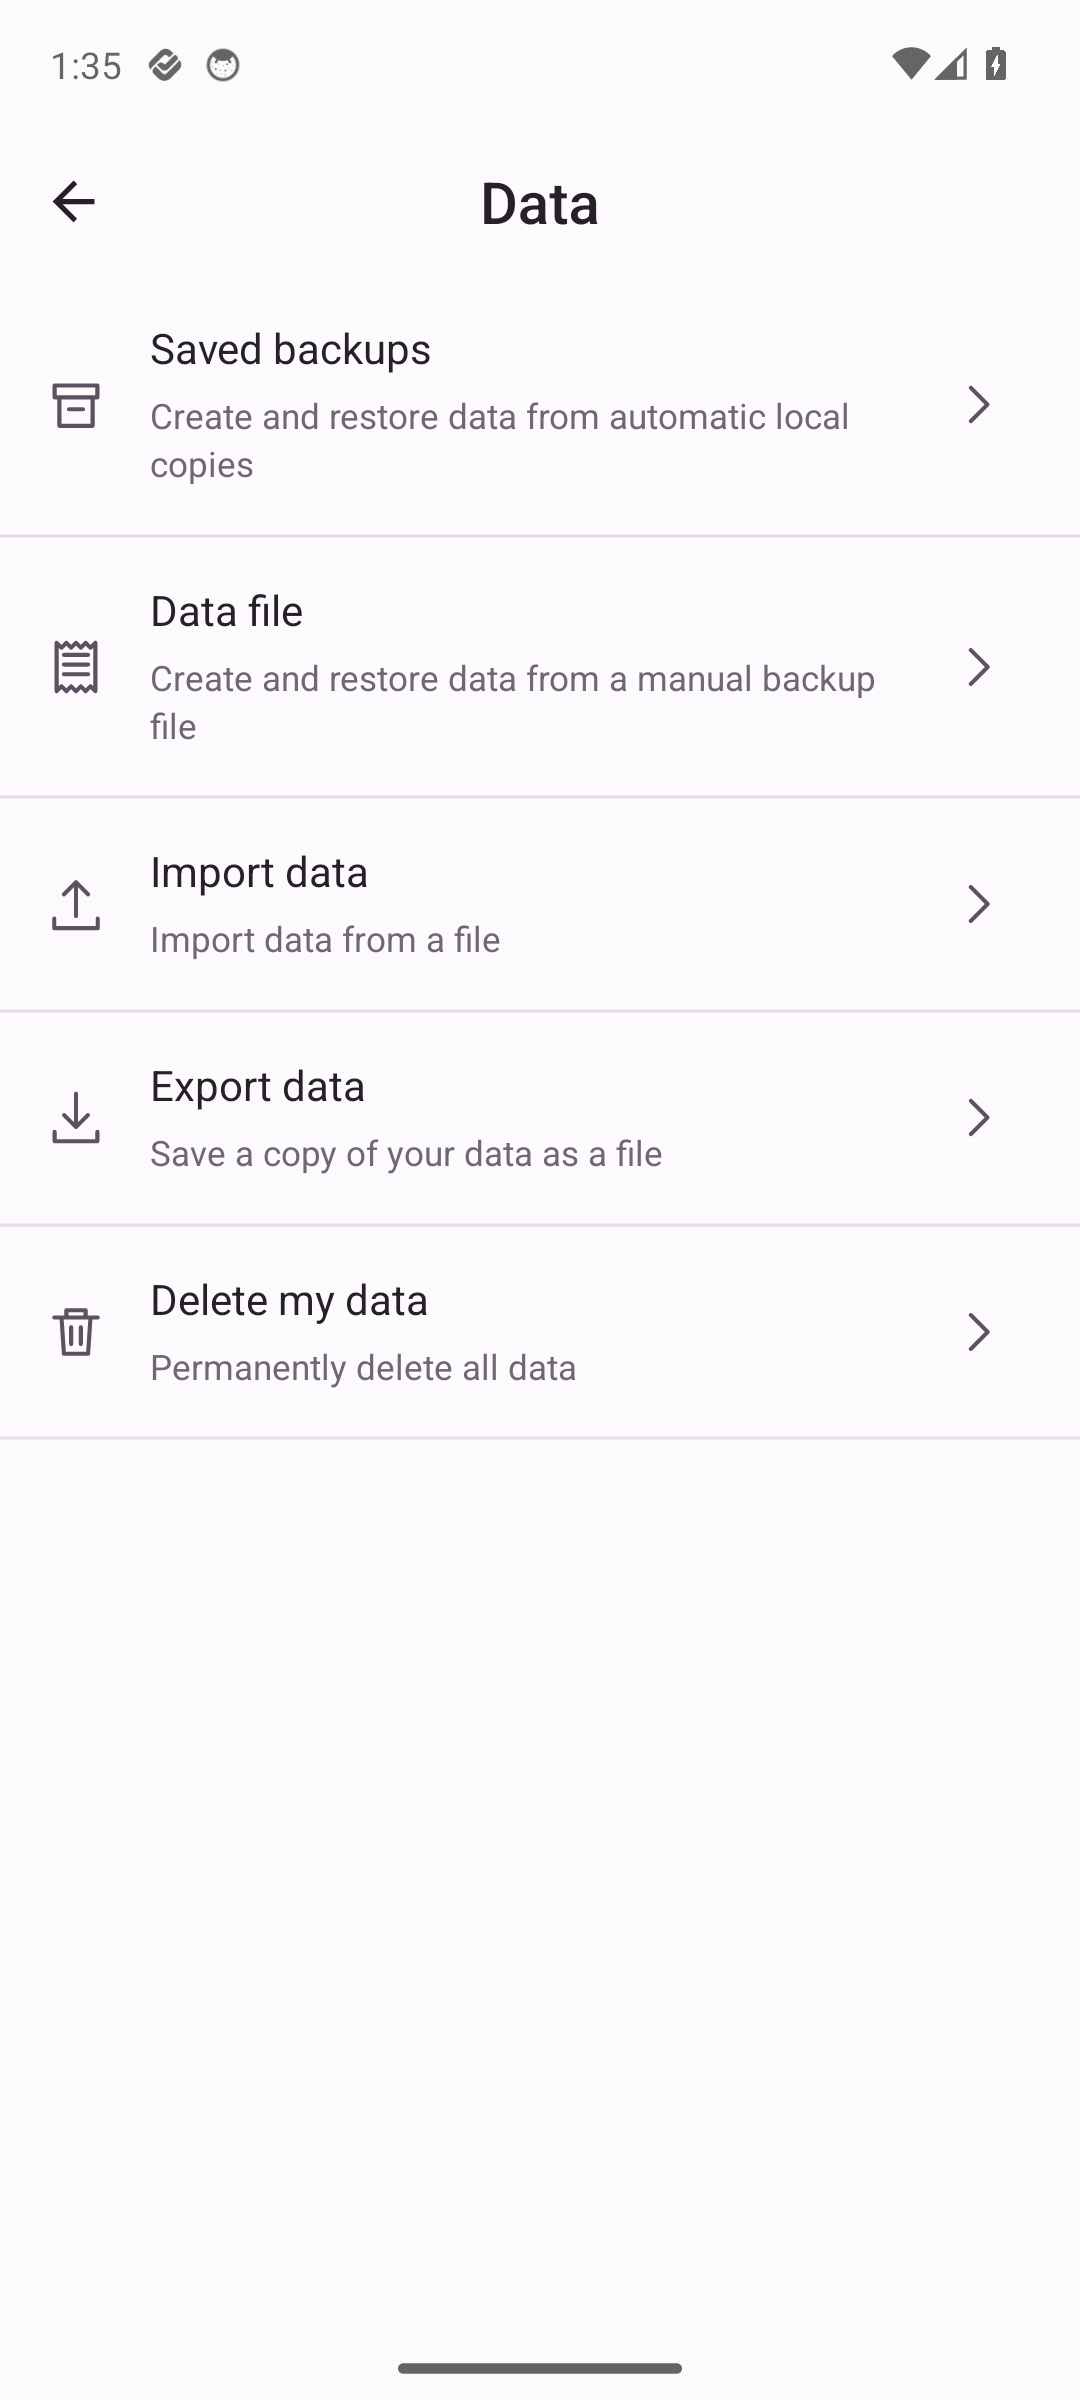 1:35
Data
Saved backups
Create and restore data from automatic local
copies
Data file
Create and restore data from a manual backup
file
Import data
Import data from a file
Export data
Save a copy of your data as a file
Delete my data
Permanently delete all data